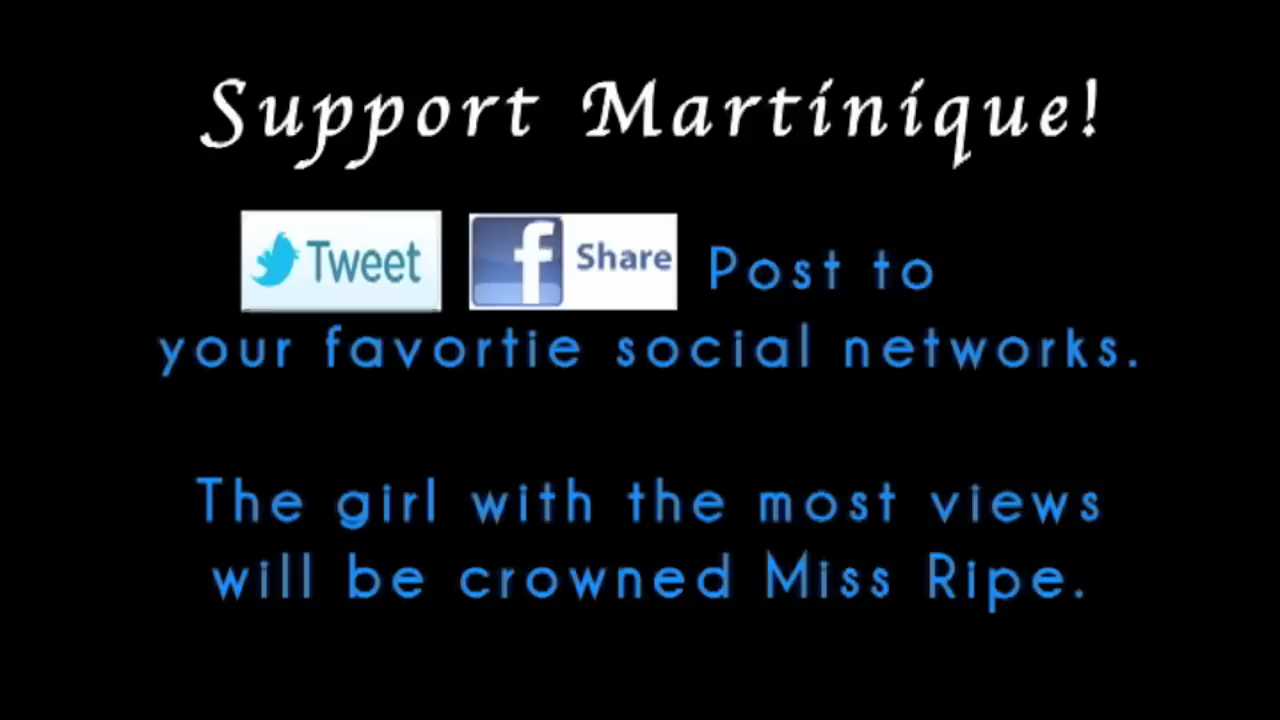 Support Martinique!
Tweet f Share Post to
your favortie social networks.
The girl with the most views
will be crowned Miss Ripe.